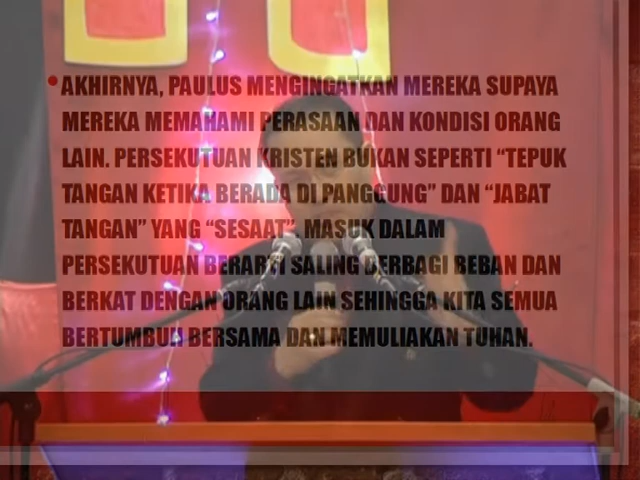 • AKHIRNYA, PAULUS MENGINGATKAN MEREKA SUPAYA
MEREKA MEMAHAMI PERASAAN DAN KONDISI ORANG
LAIN. PERSEKUTUAN KRISTEN BUKAN SEPERTI “TEPUK
TANGAN KETIKA BERADA DI PANGGUNG” DAN “JABAT
TANGAN” YANG “SESAAT”. MASUK DALAM
PERSEKUTUAN BERARTI SALING BERBAGI BEBAN DAN
BERKAT DENGAN ORANG LAIN SEHINGGA KITA SEMUA
BERTUMBUH BERSAMA DAN MEMULIAKAN TUHAN.